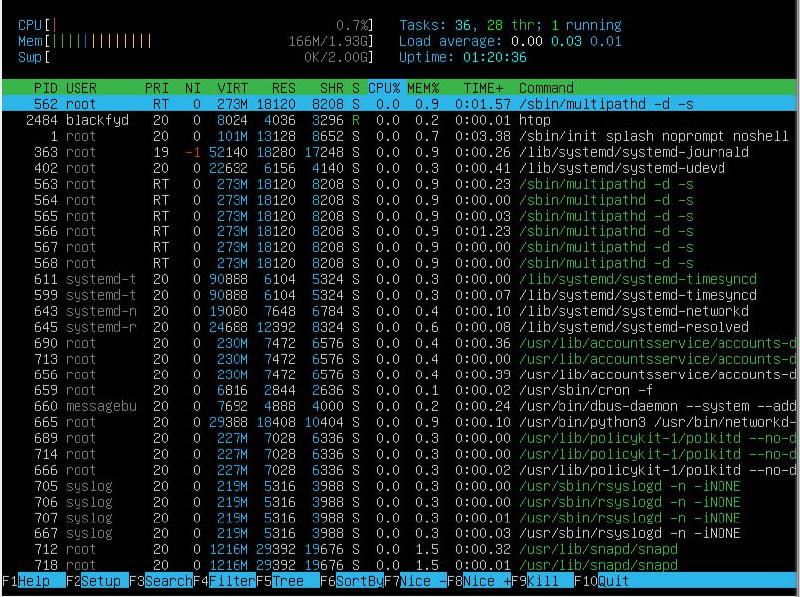 CPU[| 0.7%] Tasks: 36, 28 thr; 1 running
Mem[||||||||||||||| 166M/1.93G] Load average: 0.00 0.03 0.01
Swp[ 0K/2.00G] Uptime: 01:20:36
PID USER PRI NI VIRT RES SHR S CPU% MEM% TIME+ Command
562 root RT 0 273M 18120 8208 S 0.0 0.9 0:01.57 /sbin/multipathd -d -s
2484 blackfyd 20 0 8024 4036 3296 R 0.0 0.2 0:00.01 htop
1 root 20 0 101M 13128 8652 S 0.0 0.7 0:03.38 /sbin/init splash noprompt noshell
363 root 19 -1 52140 18280 17248 S 0.0 0.9 0:00.26 /lib/systemd/systemd-journald
402 root 20 0 22632 6156 4140 S 0.0 0.3 0:00.41 /lib/systemd/systemd-udevd
563 root RT 0 273M 18120 8208 S 0.0 0.9 0:00.23 /sbin/multipathd -d -s
564 root RT 0 273M 18120 8208 S 0.0 0.9 0:00.00 /sbin/multipathd -d -s
565 root RT 0 273M 18120 8208 S 0.0 0.9 0:00.03 /sbin/multipathd -d -s
566 root RT 0 273M 18120 8208 S 0.0 0.9 0:01.23 /sbin/multipathd -d -s
567 root RT 0 273M 18120 8208 S 0.0 0.9 0:00.00 /sbin/multipathd -d -s
568 root RT 0 273M 18120 8208 S 0.0 0.9 0:00.00 /sbin/multipathd -d -s
611 systemd-t 20 0 90888 6104 5324 S 0.0 0.3 0:00.00 /lib/systemd/systemd-timesyncd
599 systemd-t 20 0 90888 6104 5324 S 0.0 0.3 0:00.07 /lib/systemd/systemd-timesyncd
643 systemd-n 20 0 19080 7648 6784 S 0.0 0.4 0:00.10 /lib/systemd/systemd-networkd
645 systemd-r 20 0 24688 12392 8324 S 0.0 0.6 0:00.08 /lib/systemd/systemd-resolved
690 root 20 0 230M 7472 6576 S 0.0 0.4 0:00.36 /usr/lib/accountsservice/accounts-d
713 root 20 0 230M 7472 6576 S 0.0 0.4 0:00.00 /usr/lib/accountsservice/accounts-d
656 root 20 0 230M 7472 6576 S 0.0 0.4 0:00.39 /usr/lib/accountsservice/accounts-d
659 root 20 0 6816 2844 2636 S 0.0 0.1 0:00.02 /usr/sbin/cron -f
660 messagebu 20 0 7692 4888 4000 S 0.0 0.2 0:00.24 /usr/bin/dbus-daemon --system --add
665 root 20 0 29388 18408 10404 S 0.0 0.9 0:00.10 /usr/bin/python3 /usr/bin/networkd-
689 root 20 0 227M 7028 6336 S 0.0 0.3 0:00.00 /usr/lib/policykit-1/polkitd --no-d
714 root 20 0 227M 7028 6336 S 0.0 0.3 0:00.00 /usr/lib/policykit-1/polkitd --no-d
666 root 20 0 227M 7028 6336 S 0.0 0.3 0:00.02 /usr/lib/policykit-1/polkitd --no-d
705 syslog 20 0 219M 5316 3988 S 0.0 0.3 0:00.00 /usr/sbin/rsyslogd -n -iNONE
706 syslog 20 0 219M 5316 3988 S 0.0 0.3 0:00.00 /usr/sbin/rsyslogd -n -iNONE
707 syslog 20 0 219M 5316 3988 S 0.0 0.3 0:00.01 /usr/sbin/rsyslogd -n -iNONE
667 syslog 20 0 219M 5316 3988 S 0.0 0.3 0:00.03 /usr/sbin/rsyslogd -n -iNONE
712 root 20 0 1216M 29392 19676 S 0.0 1.5 0:00.32 /usr/lib/snapd/snapd
718 root 20 0 1216M 29392 19676 S 0.0 1.5 0:00.01 /usr/lib/snapd/snapd
F1Help F2Setup F3SearchF4FilterF5Tree F6SortByF7Nice -F8Nice +F9Kill F10Quit